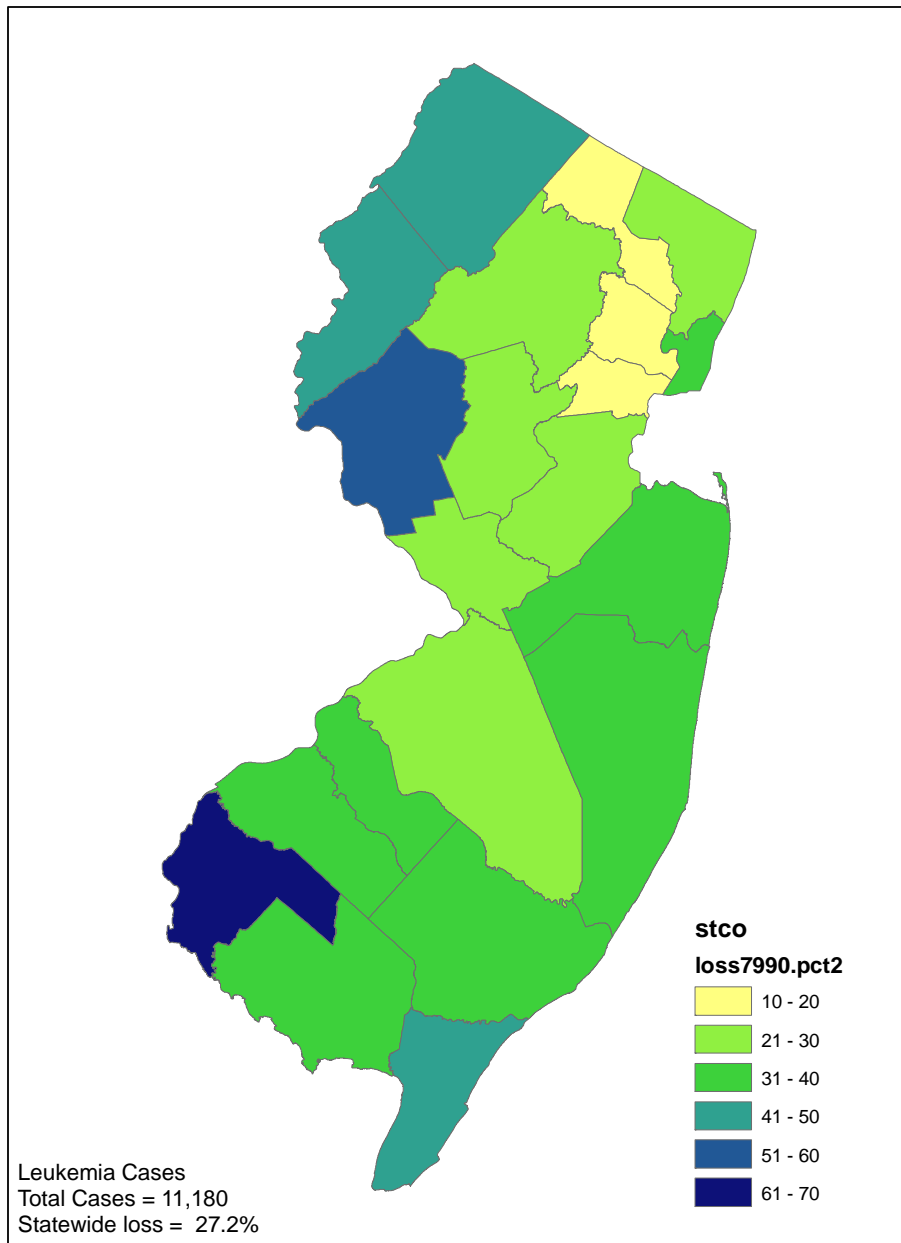 stco
loss7990.pct2
10 - 20
21 - 30
31 - 40
41 - 50
51 - 60
61 - 70
Leukemia Cases
Total Cases = 11,180
Statewide loss =  27.2%